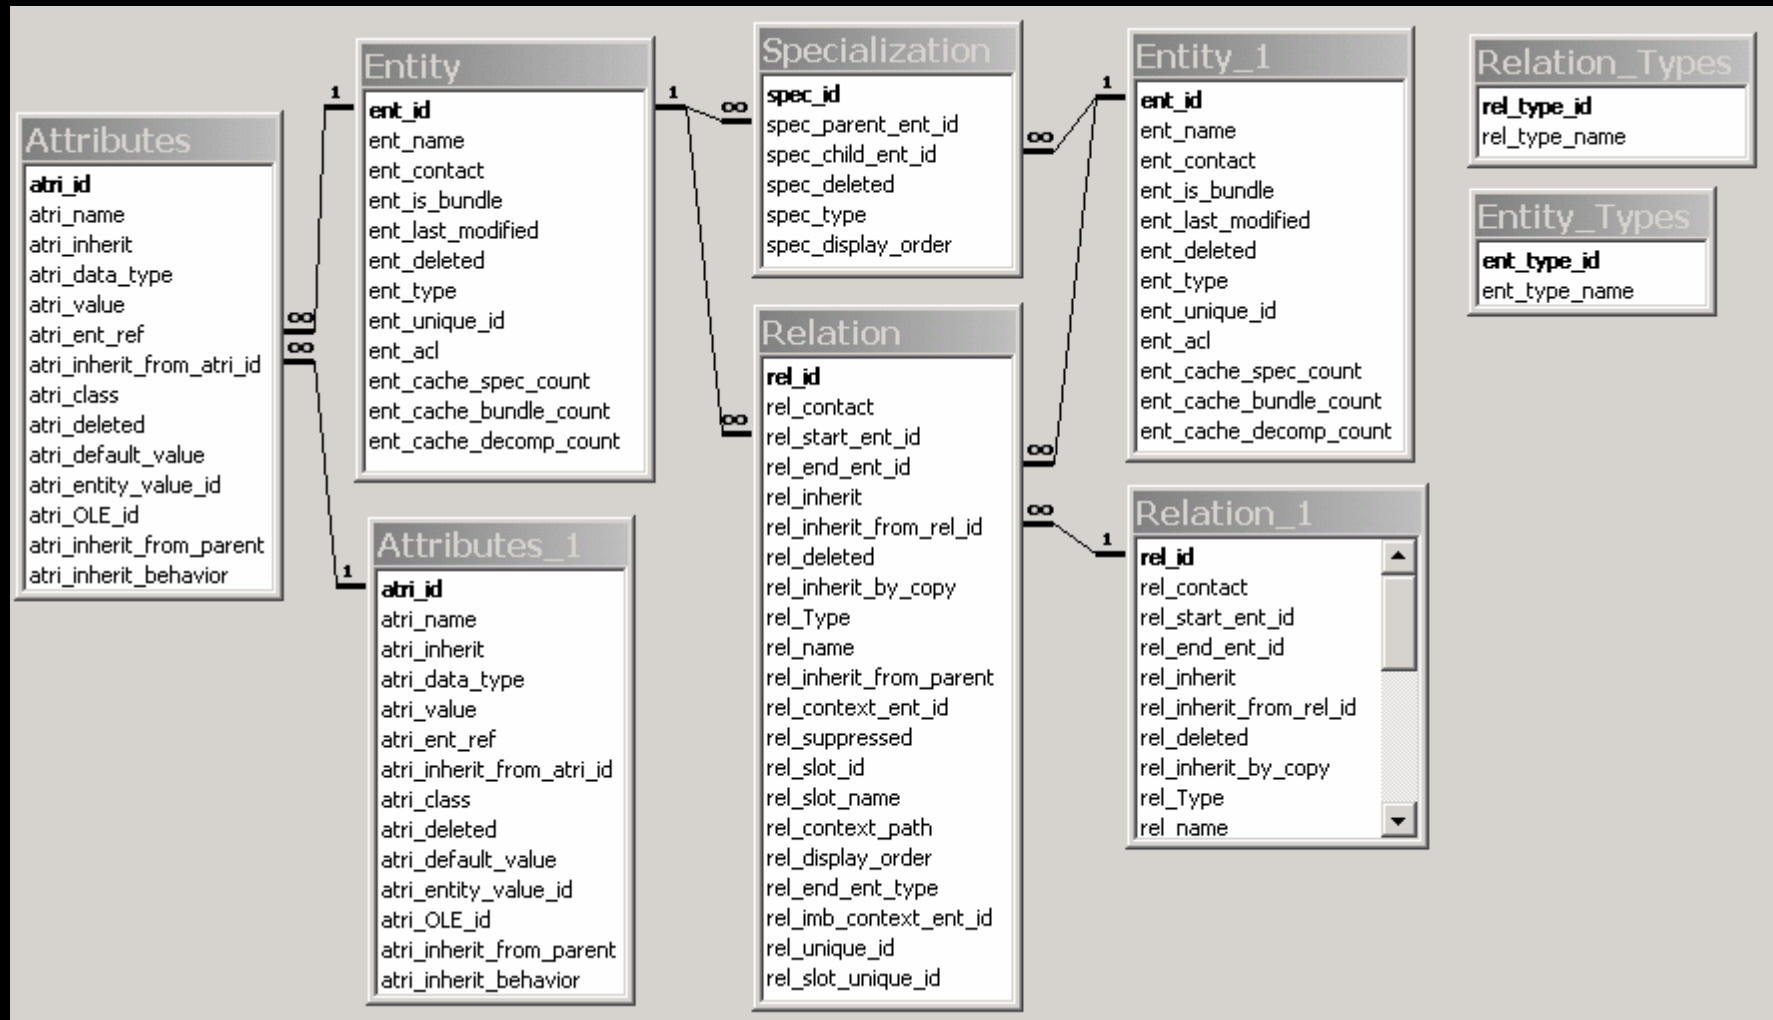 Attributes
atri_id
atri_name
atri_inherit
atri_data_type
atri_value
atri_ent_ref
atri_inherit_from_atri_id
atri_class
atri_deleted
atri_default_value
atri_entity_value_id
atri_OLE_id
atri_inherit_from_parent
atri_inherit_behavior
1
∞
∞
1
Entity
ent_id
ent_name
ent_contact
ent_is_bundle
ent_last_modified
ent_deleted
ent_type
ent_unique_id
ent_acl
ent_cache_spec_count
ent_cache_bundle_count
ent_cache_decomp_count
Attributes_1
atri_id
atri_name
atri_inherit
atri_data_type
atri_value
atri_ent_ref
atri_inherit_from_atri_id
atri_class
atri_deleted
atri_default_value
atri_entity_value_id
atri_OLE_id
atri_inherit_from_parent
atri_inherit_behavior
1
∞
∞
Specialization
spec_id
spec_parent_ent_id
spec_child_ent_id
spec_deleted
spec_type
spec_display_order
Relation
rel_id
rel_contact
rel_start_ent_id
rel_end_ent_id
rel_inherit
rel_inherit_from_rel_id
rel_deleted
rel_inherit_by_copy
rel_Type
rel_name
rel_inherit_from_parent
rel_context_ent_id
rel_suppressed
rel_slot_id
rel_slot_name
rel_context_path
rel_display_order
rel_end_ent_type
rel_imb_context_ent_id
rel_unique_id
rel_slot_unique_id
1
∞
∞
∞
1
Entity_1
ent_id
ent_name
ent_contact
ent_is_bundle
ent_last_modified
ent_deleted
ent_type
ent_unique_id
ent_acl
ent_cache_spec_count
ent_cache_bundle_count
ent_cache_decomp_count
Relation_1
rel_id
rel_contact
rel_start_ent_id
rel_end_ent_id
rel_inherit
rel_inherit_from_rel_id
rel_deleted
rel_inherit_by_copy
rel_Type
rel_name
Relation_Types
rel_type_id
rel_type_name
Entity_Types
ent_type_id
ent_type_name